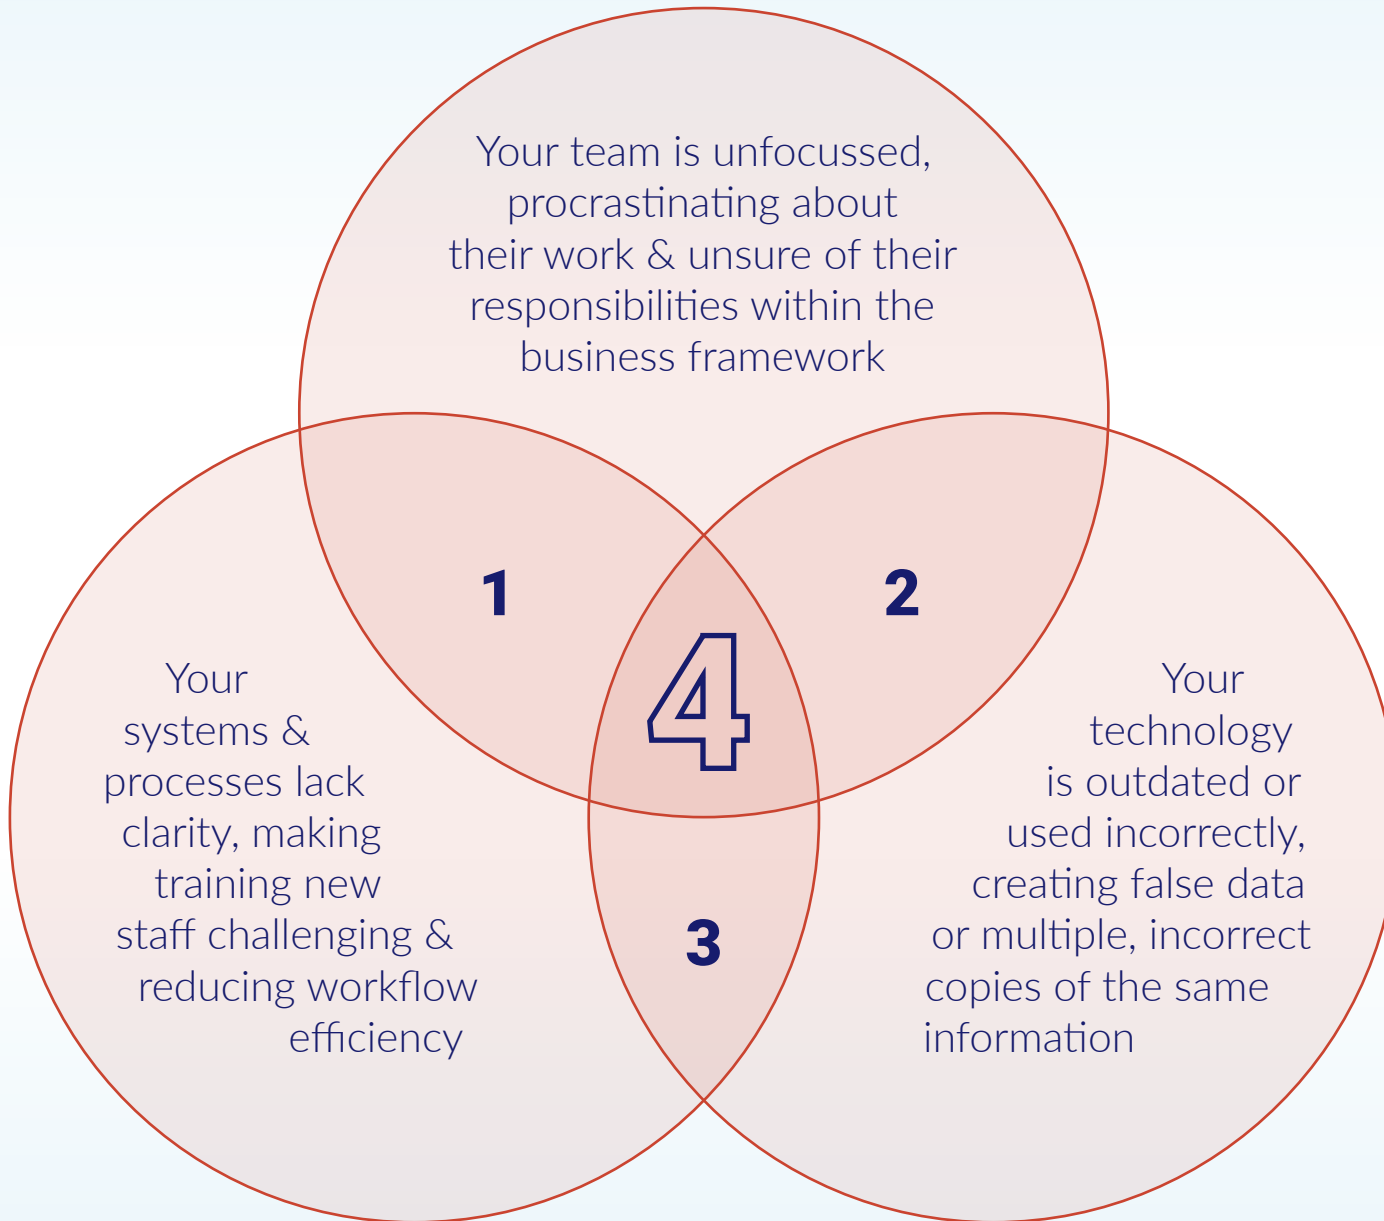 Your team is unfocussed,
procrastinating about
their work & unsure of their
responsibilities within the
business framework
1
2
4
Your
systems &
processes lack
clarity, making
training new
staff challenging &
reducing workflow
efficiency
Your
technology
is outdated or
used incorrectly,
creating false data
or multiple, incorrect
copies of the same
information
3